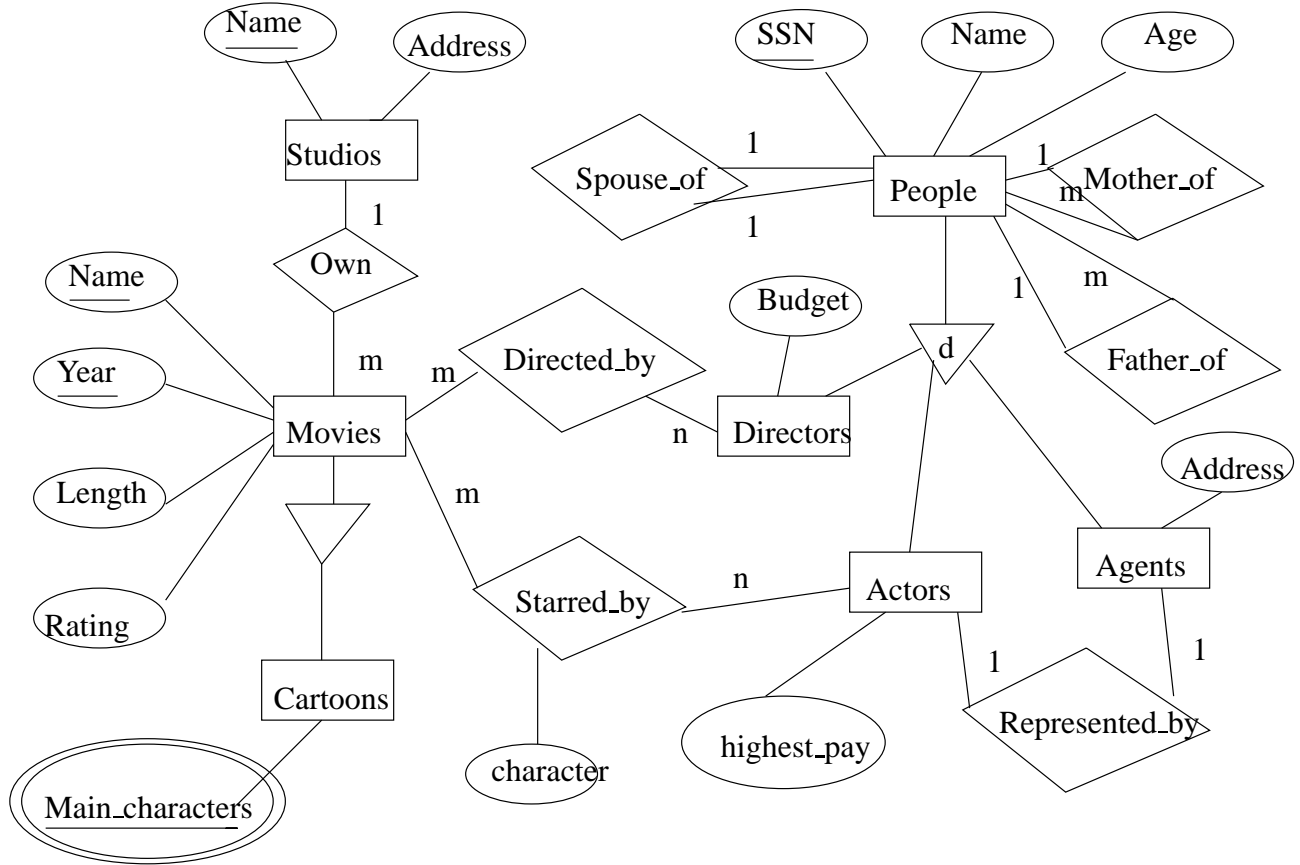 Name
Address
SSN
Name
Age
Studios
1
Spouse_of
1
People
1
Mother_of
m
1
Own
Name
Budget
m
1
d
Directed_by
Father_of
Year
m
m
Movies
n
Directors
Address
Length
m
Agents
n
Actors
Starred_by
Rating
1
1
Cartoons
Represented_by
highest_pay
character
Main_characters